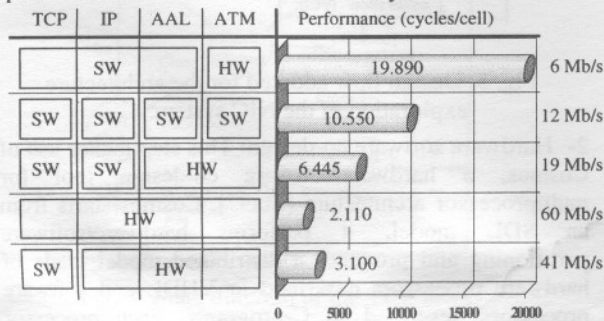 TCP IP AAL ATM Performance (cycles/cell)
SW HW 19.890 6 Mb/s
SW SW SW SW 10.550 12 Mb/s
SW SW HW 6.445 19 Mb/s
HW 2.110 60 Mb/s
SW HW 3.100 41 Mb/s
0 5000 10000 15000 20000